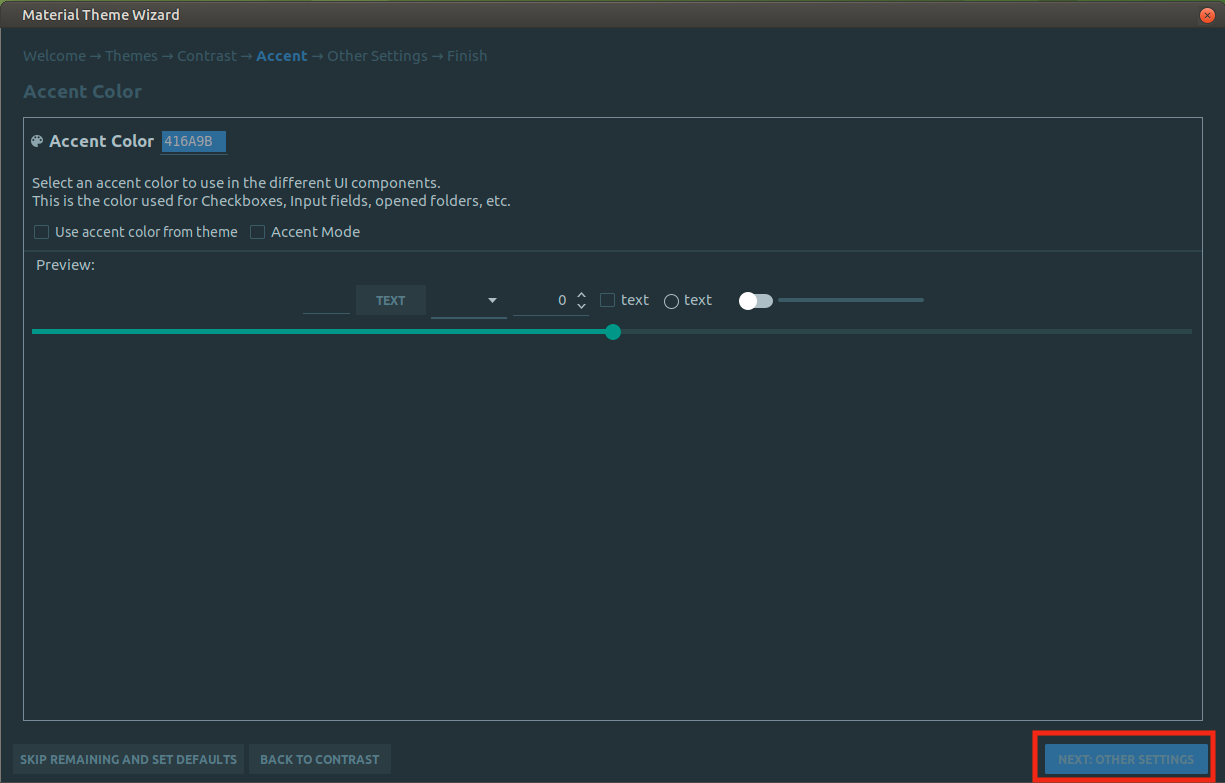 Material Theme Wizard
Welcome → Themes → Contrast → Accent → Other Settings → Finish
Accent Color
Accent Color 416A9B
Select an accent color to use in the different UI components.
This is the color used for Checkboxes, Input fields, opened folders, etc.
Use accent color from theme Accent Mode
Preview:
TEXT 0 text text
SKIP REMAINING AND SET DEFAULTS BACK TO CONTRAST NEXT: OTHER SETTINGS